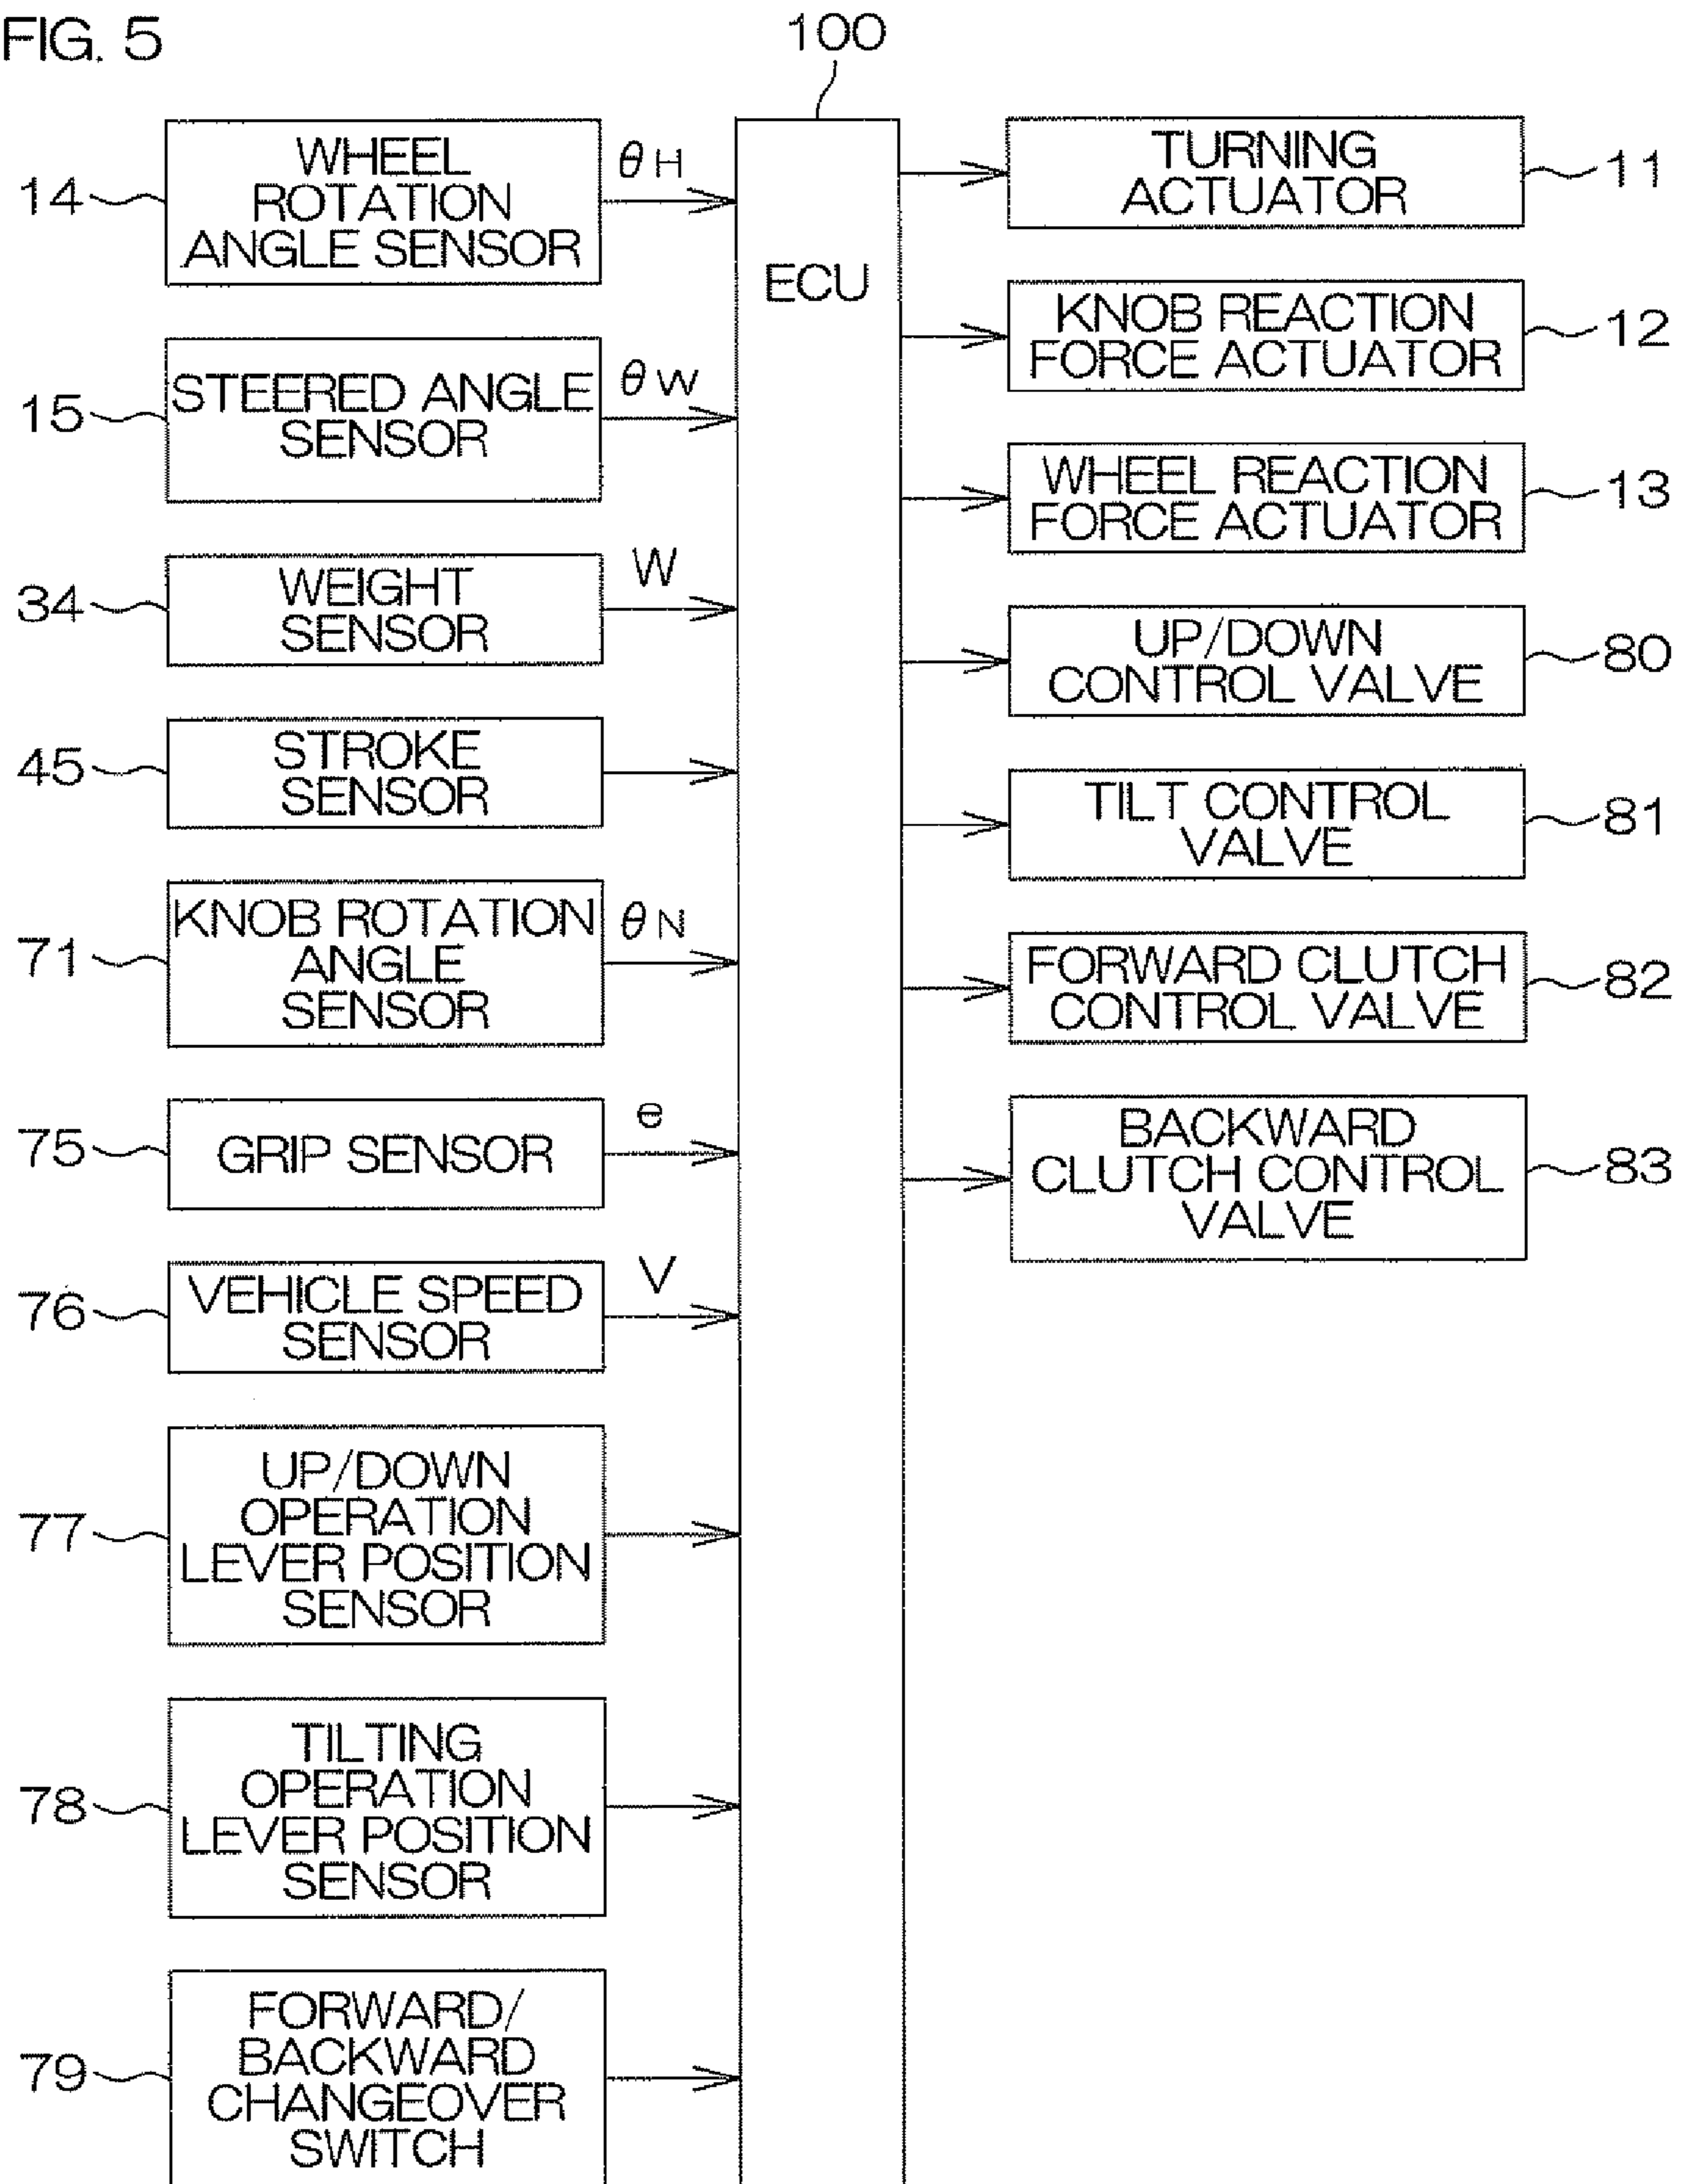 FIG. 5
100
14
WHEEL
ROTATION
ANGLE SENSOR
θH
15
STEERED ANGLE
SENSOR
θW
34
WEIGHT
SENSOR
W
45
STROKE
SENSOR
71
KNOB ROTATION
ANGLE
SENSOR
θN
75
GRIP SENSOR
e
76
VEHICLE SPEED
SENSOR
V
77
UP/DOWN
OPERATION
LEVER POSITION
SENSOR
78
TILTING
OPERATION
LEVER POSITION
SENSOR
79
FORWARD/
BACKWARD
CHANGEOVER
SWITCH
ECU
TURNING
ACTUATOR
11
KNOB REACTION
FORCE ACTUATOR
12
WHEEL REACTION
FORCE ACTUATOR
13
UP/DOWN
CONTROL VALVE
80
TILT CONTROL
VALVE
81
FORWARD CLUTCH
CONTROL VALVE
82
BACKWARD
CLUTCH CONTROL
VALVE
83